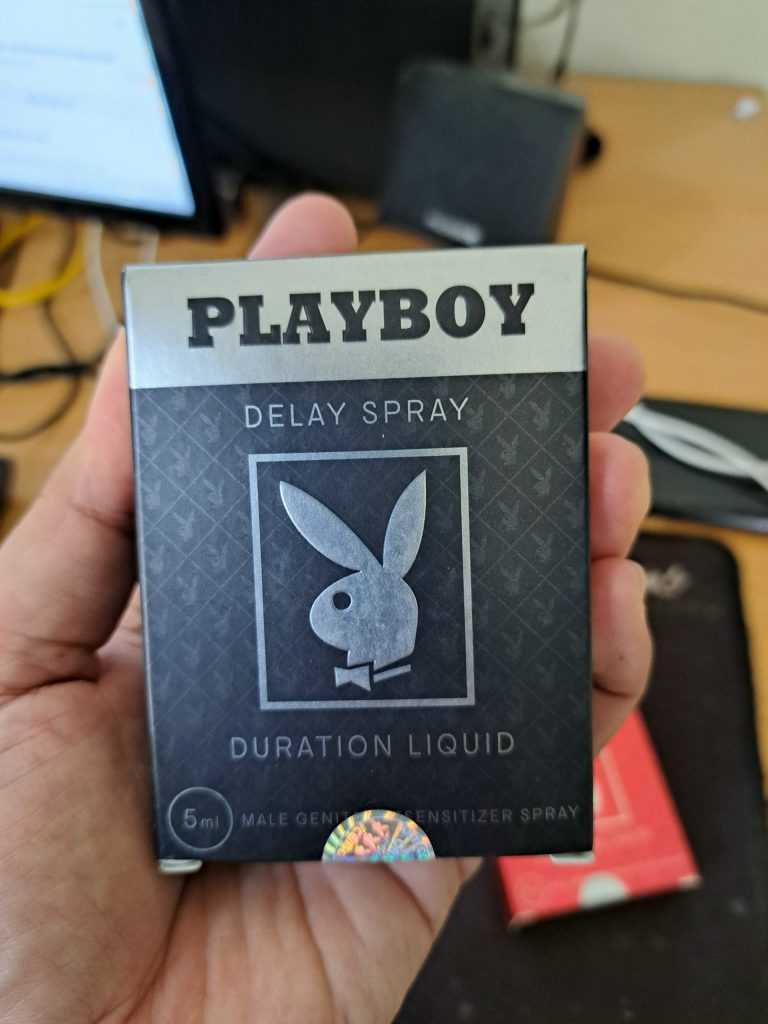 PLAYBOY
DELAY SPRAY
DURATION LIQUID
5ml MALE SPRAY